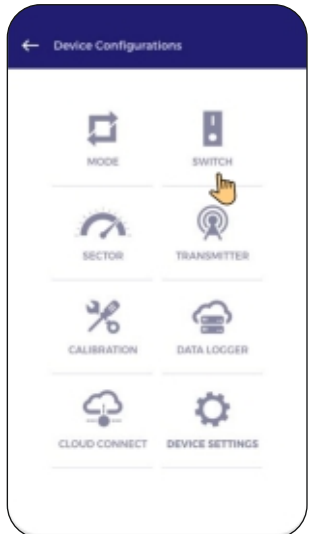 Device Configurations
MODE SWITCH
SECTOR TRANSMITTER
CALIBRATION DATA LOGGER
CLOUD CONNECT DEVICE SETTINGS